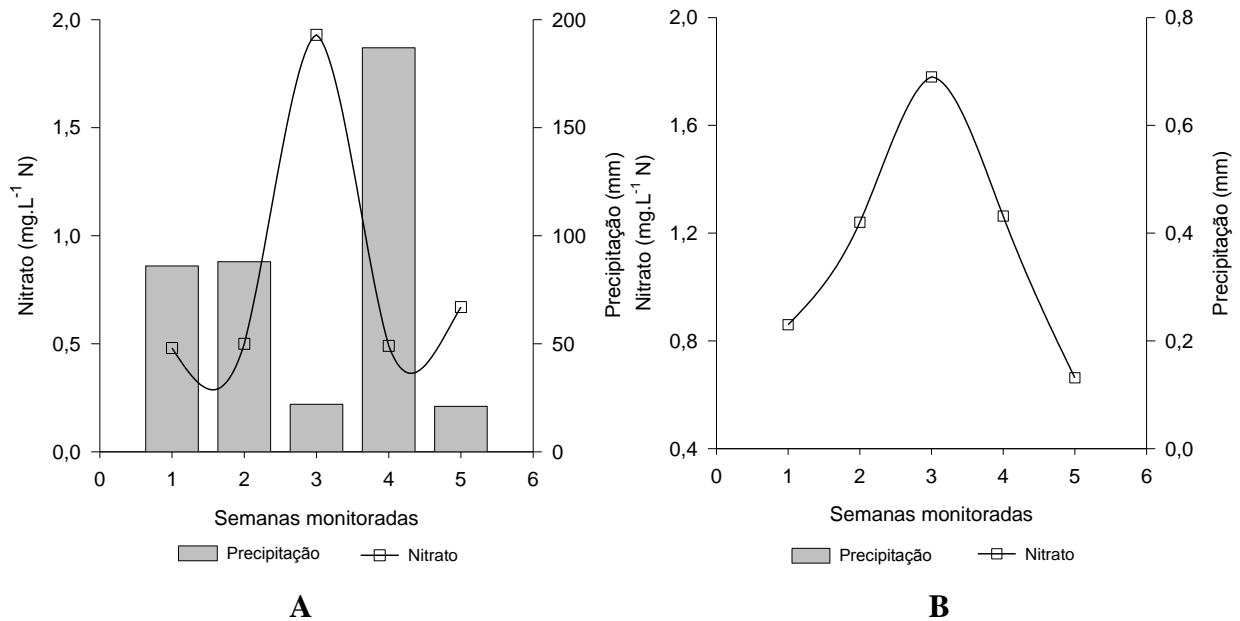 Nitrato (mg.L⁻¹ N)
2,0
1,5
1,0
0,5
0,0
200
150
100
50
0
Precipitação (mm)
0 1 2 3 4 5 6
Semanas monitoradas
Precipitação Nitrato
A
Nitrato (mg.L⁻¹ N)
2,0
1,6
1,2
0,8
0,4
0,8
0,6
0,4
0,2
0,0
Precipitação (mm)
0 1 2 3 4 5 6
Semanas monitoradas
Precipitação Nitrato
B